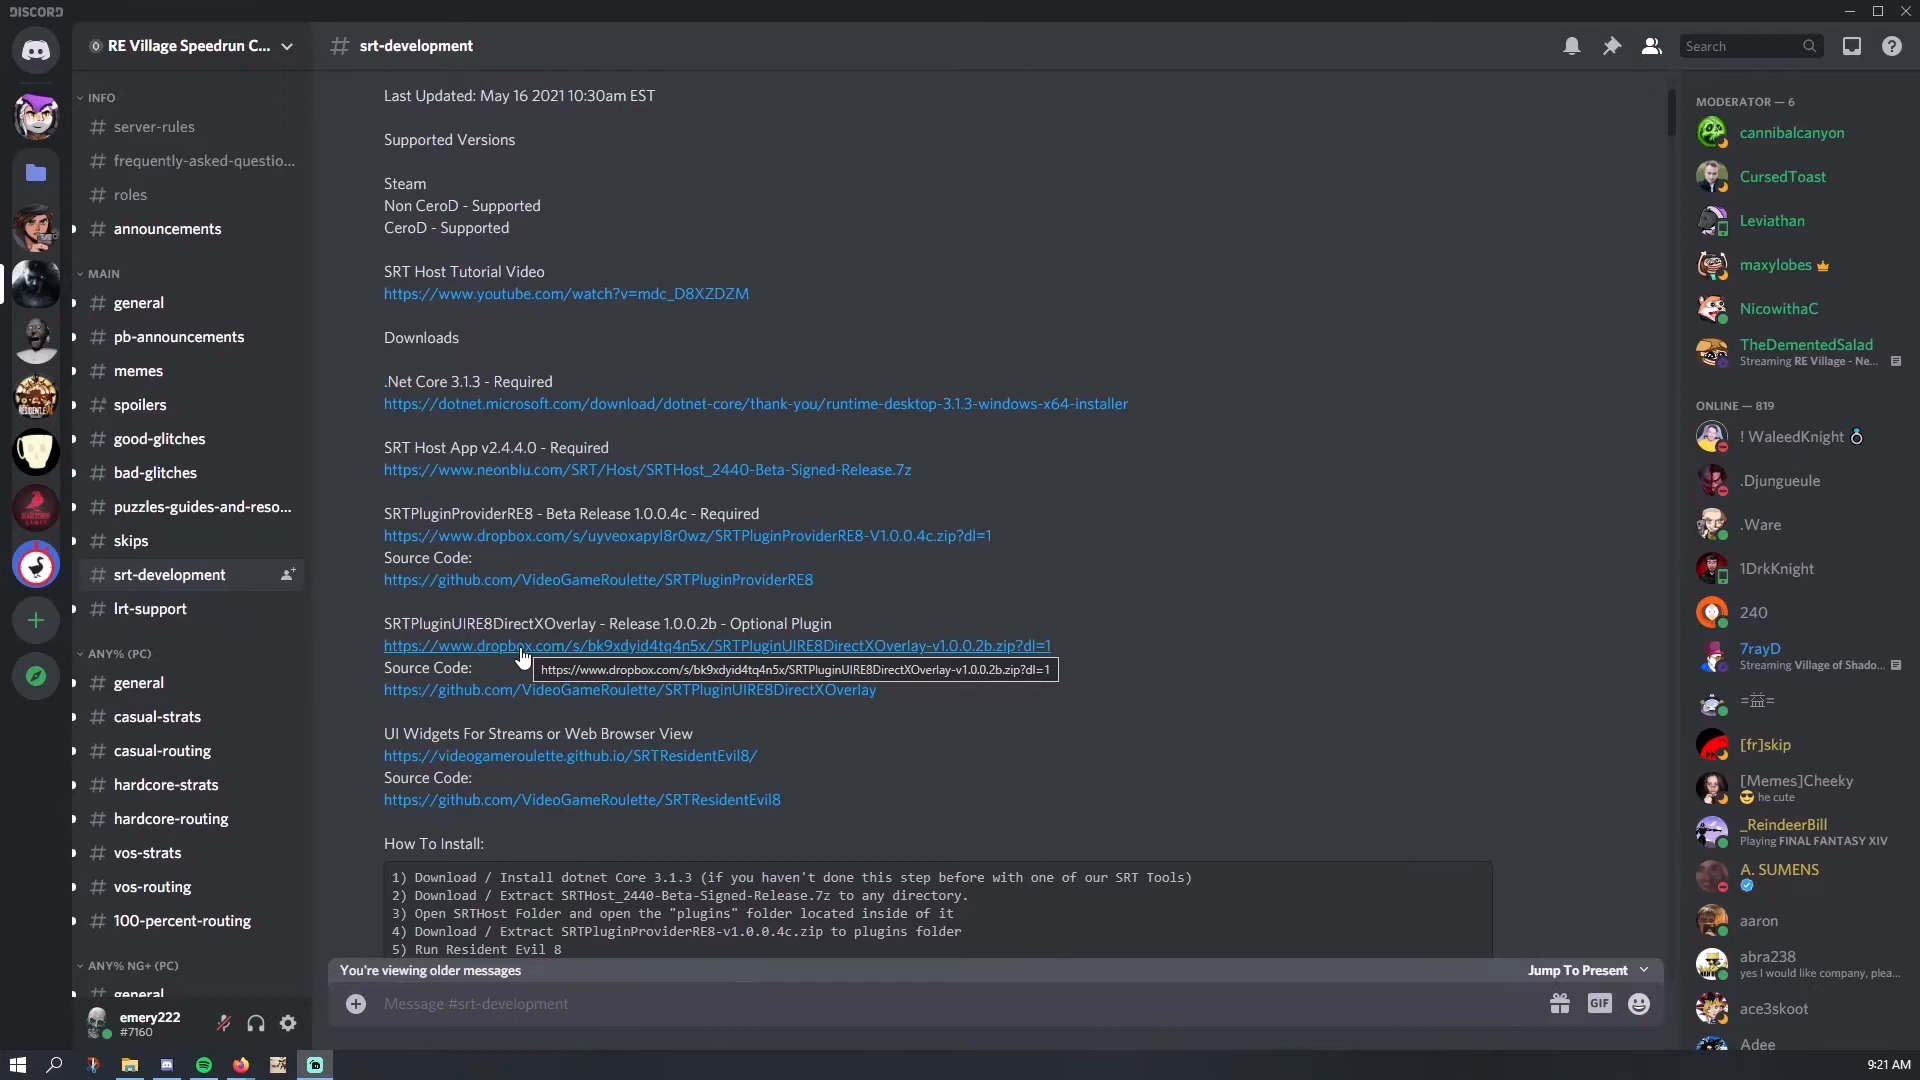 DISCORD
RE Village Speedrun C...
INFO
server-rules
frequently-asked-questio...
roles
announcements
MAIN
general
pb-announcements
memes
spoilers
good-glitches
bad-glitches
puzzles-guides-and-reso...
skips
srt-development
lrt-support
ANY% (PC)
general
casual-strats
casual-routing
hardcore-strats
hardcore-routing
vos-strats
vos-routing
100-percent-routing
ANY% NG+ (PC)
general
emery222
#7160
srt-development
Search
Last Updated: May 16 2021 10:30am EST
Supported Versions
Steam
Non CeroD - Supported
CeroD - Supported
SRT Host Tutorial Video
https://www.youtube.com/watch?v=mdc_D8XZDZM
Downloads
.Net Core 3.1.3 - Required
https://dotnet.microsoft.com/download/dotnet-core/thank-you/runtime-desktop-3.1.3-windows-x64-installer
SRT Host App v2.4.4.0 - Required
https://www.neonblu.com/SRT/Host/SRTHost_2440-Beta-Signed-Release.7z
SRTPluginProviderRE8 - Beta Release 1.0.0.4c - Required
https://www.dropbox.com/s/uyveoxapyl8r0wz/SRTPluginProviderRE8-V1.0.0.4c.zip?dl=1
Source Code:
https://github.com/VideoGameRoulette/SRTPluginProviderRE8
SRTPluginUIRE8DirectXOverlay - Release 1.0.0.2b - Optional Plugin
https://www.dropbox.com/s/bk9xdyid4tq4n5x/SRTPluginUIRE8DirectXOverlay-v1.0.0.2b.zip?dl=1
Source Code:
https://www.dropbox.com/s/bk9xdyid4tq4n5x/SRTPluginUIRE8DirectXOverlay-v1.0.0.2b.zip?dl=1
https://github.com/VideoGameRoulette/SRTPluginUIRE8DirectXOverlay
UI Widgets For Streams or Web Browser View
https://videogameroulette.github.io/SRTResidentEvil8/
Source Code:
https://github.com/VideoGameRoulette/SRTResidentEvil8
How To Install:
1) Download / Install dotnet Core 3.1.3 (if you haven't done this step before with one of our SRT Tools)
2) Download / Extract SRTHost_2440-Beta-Signed-Release.7z to any directory.
3) Open SRTHost Folder and open the "plugins" folder located inside of it
4) Download / Extract SRTPluginProviderRE8-v1.0.0.4c.zip to plugins folder
5) Run Resident Evil 8
You're viewing older messages
Jump To Present
Message #srt-development
GIF
MODERATOR — 6
cannibalcanyon
CursedToast
Leviathan
maxylobes
NicowithaC
TheDementedSalad
Streaming RE Village - Ne...
ONLINE — 819
! WaleedKnight
.Djungueule
.Ware
1DrkKnight
240
7rayD
Streaming Village of Shado...
=益=
[fr]skip
[Memes]Cheeky
he cute
_ReindeerBill
Playing FINAL FANTASY XIV
A. SUMENS
aaron
abra238
yes I would like company, plea...
ace3skoot
Adee
9:21 AM